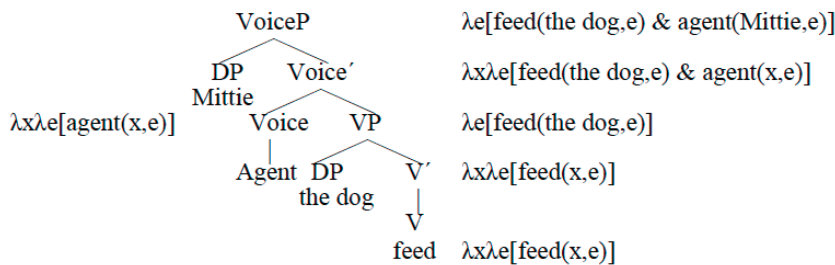 VoiceP λe[feed(the dog,e) & agent(Mittie,e)]
DP Voice´ λxλe[feed(the dog,e) & agent(x,e)]
Mittie
λxλe[agent(x,e)] Voice VP λe[feed(the dog,e)]
Agent DP V´ λxλe[feed(x,e)]
the dog
V
feed λxλe[feed(x,e)]